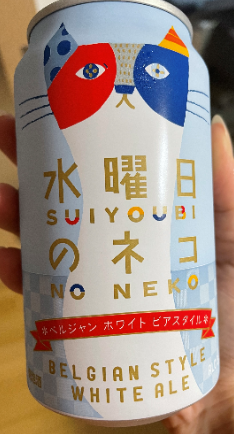 水曜日
SUIYOUBI
のネコ
NO NEKO
ベルジャン ホワイト ビアスタイル
BELGIAN STYLE
WHITE ALE